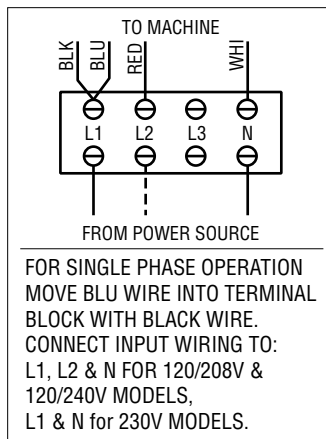 TO MACHINE
BLK BLU RED WHI
L1 L2 L3 N
FROM POWER SOURCE
FOR SINGLE PHASE OPERATION
MOVE BLU WIRE INTO TERMINAL
BLOCK WITH BLACK WIRE.
CONNECT INPUT WIRING TO:
L1, L2 & N FOR 120/208V &
120/240V MODELS,
L1 & N for 230V MODELS.